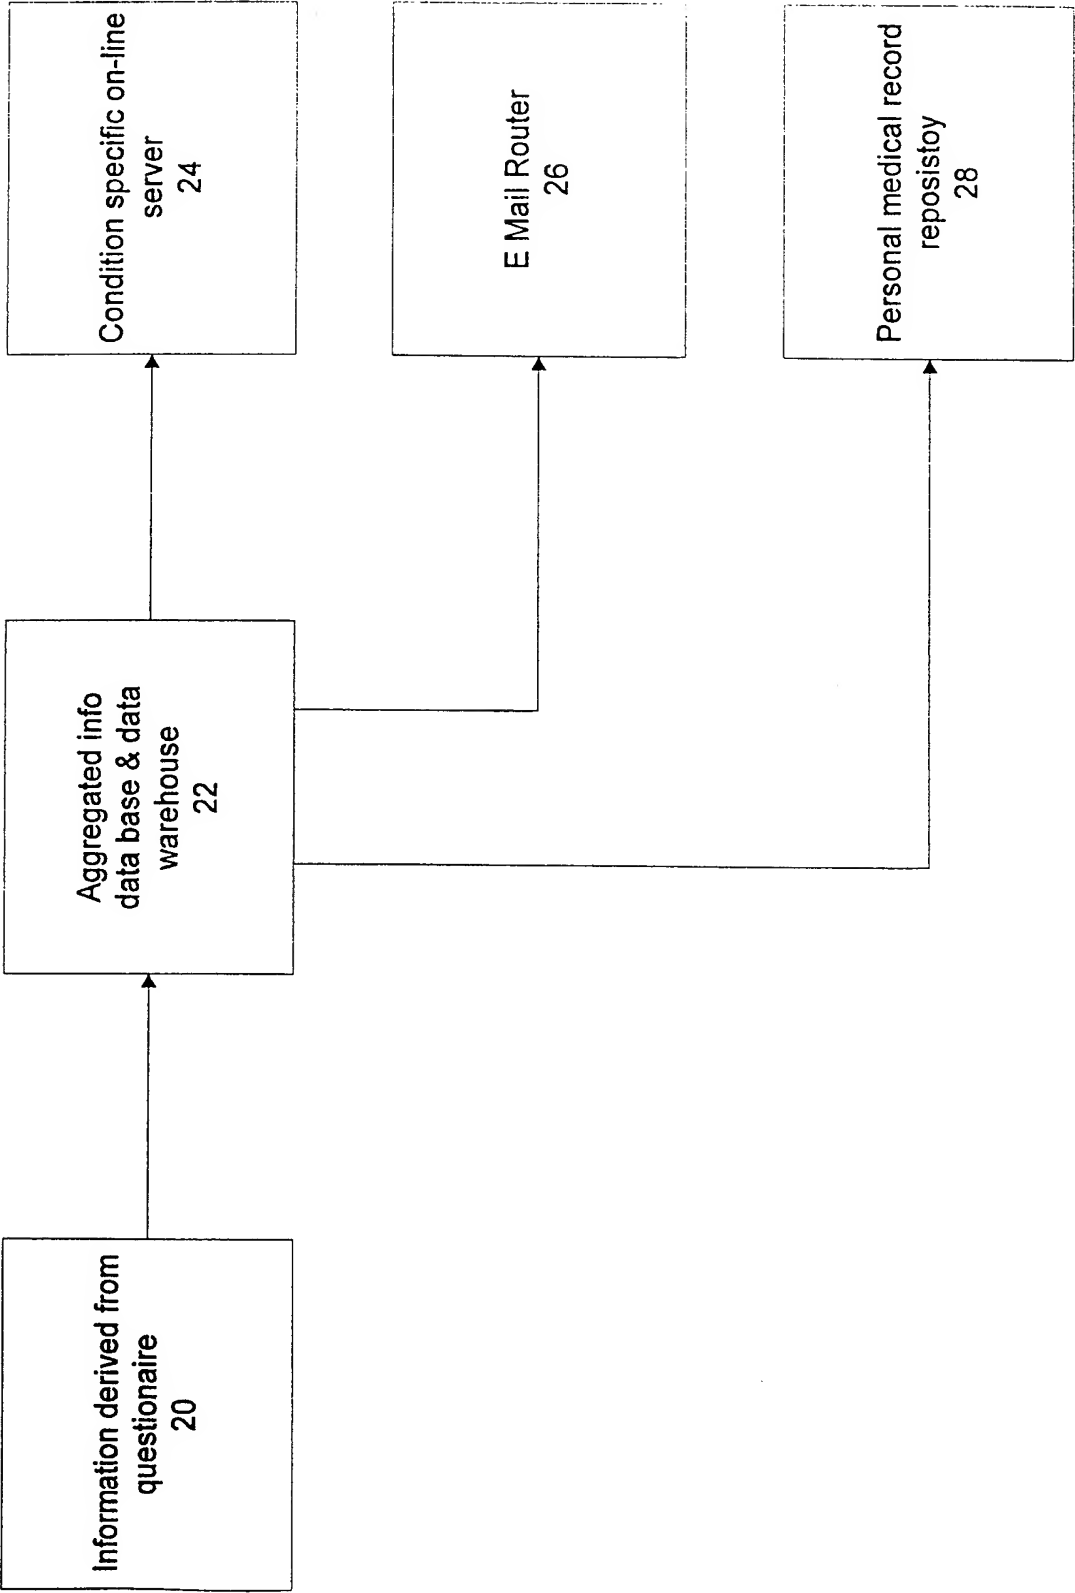 Information derived from
questionaire
20
Aggregated info
data base & data
warehouse
22
Condition specific on-line
server
24
E Mail Router
26
Personal medical record
reposistoy
28